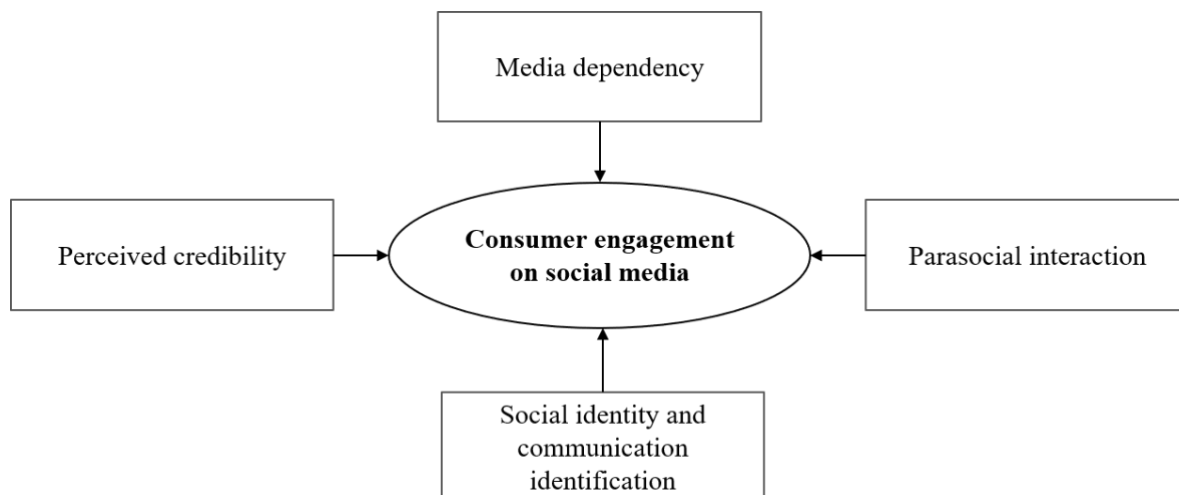 Media dependency
Perceived credibility
Consumer engagement
on social media
Parasocial interaction
Social identity and
communication
identification